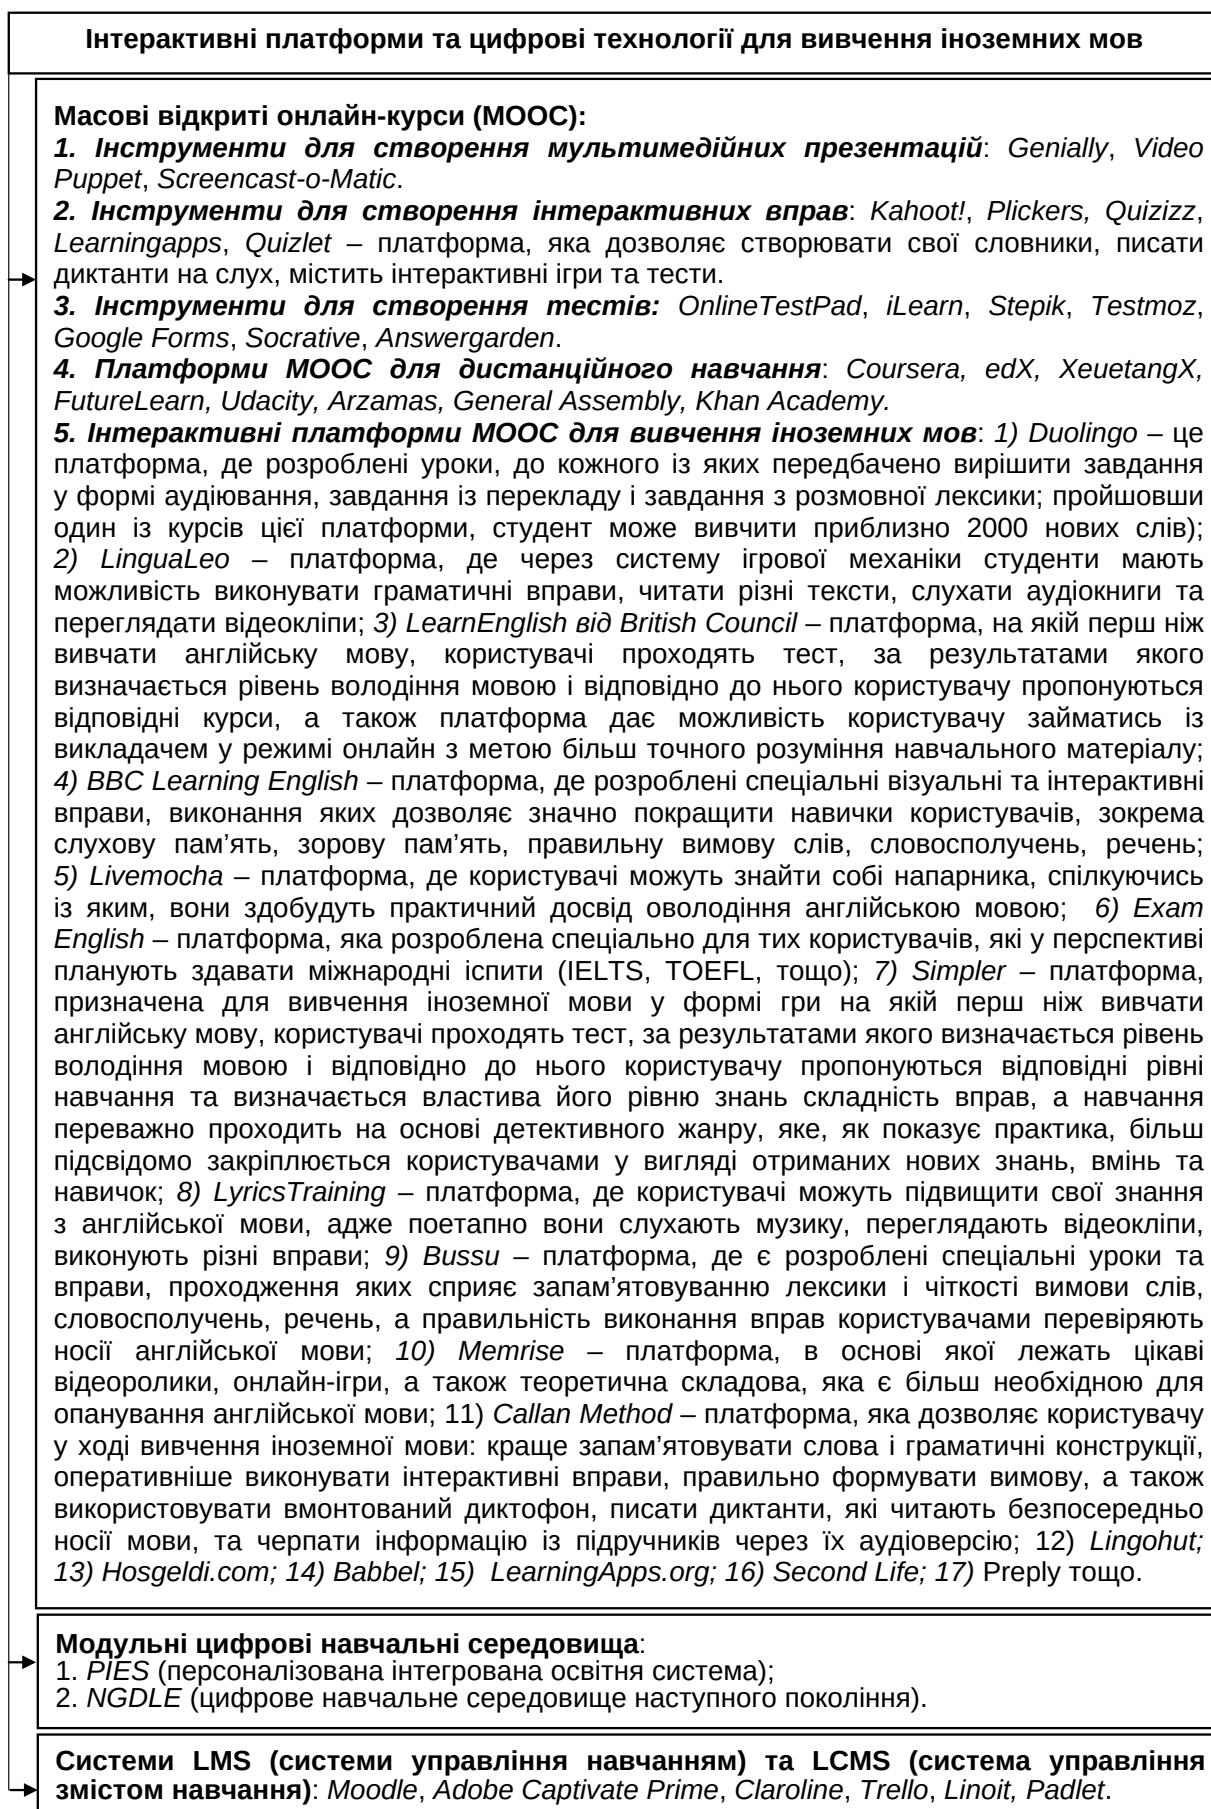 Інтерактивні платформи та цифрові технології для вивчення іноземних мов
Масові відкриті онлайн-курси (МООС):
1. Інструменти для створення мультимедійних презентацій: Genially, Video
Puppet, Screencast-o-Matic.
2. Інструменти для створення інтерактивних вправ: Kahoot!, Plickers, Quizizz,
Learningapps, Quizlet – платформа, яка дозволяє створювати свої словники, писати
диктанти на слух, містить інтерактивні ігри та тести.
3. Інструменти для створення тестів: OnlineTestPad, iLearn, Stepik, Testmoz,
Google Forms, Socrative, Answergarden.
4. Платформи МООС для дистанційного навчання: Coursera, edX, XeuetangX,
FutureLearn, Udacity, Arzamas, General Assembly, Khan Academy.
5. Інтерактивні платформи МООС для вивчення іноземних мов: 1) Duolingo – це
платформа, де розроблені уроки, до кожного із яких передбачено вирішити завдання
у формі аудіювання, завдання із перекладу і завдання з розмовної лексики; пройшовши
один із курсів цієї платформи, студент може вивчити приблизно 2000 нових слів);
2) LinguaLeo – платформа, де через систему ігрової механіки студенти мають
можливість виконувати граматичні вправи, читати різні тексти, слухати аудіокниги та
переглядати відеокліпи; 3) LearnEnglish від British Council – платформа, на якій перш ніж
вивчати англійську мову, користувачі проходять тест, за результатами якого
визначається рівень володіння мовою і відповідно до нього користувачу пропонуються
відповідні курси, а також платформа дає можливість користувачу займатись із
викладачем у режимі онлайн з метою більш точного розуміння навчального матеріалу;
4) BBC Learning English – платформа, де розроблені спеціальні візуальні та інтерактивні
вправи, виконання яких дозволяє значно покращити навички користувачів, зокрема
слухову пам’ять, зорову пам’ять, правильну вимову слів, словосполучень, речень;
5) Livemocha – платформа, де користувачі можуть знайти собі напарника, спілкуючись
із яким, вони здобудуть практичний досвід оволодіння англійською мовою; 6) Exam
English – платформа, яка розроблена спеціально для тих користувачів, які у перспективі
планують здавати міжнародні іспити (IELTS, TOEFL, тощо); 7) Simpler – платформа,
призначена для вивчення іноземної мови у формі гри на якій перш ніж вивчати
англійську мову, користувачі проходять тест, за результатами якого визначається рівень
володіння мовою і відповідно до нього користувачу пропонуються відповідні рівні
навчання та визначається властива його рівню знань складність вправ, а навчання
переважно проходить на основі детективного жанру, яке, як показує практика, більш
підсвідомо закріплюється користувачами у вигляді отриманих нових знань, вмінь та
навичок; 8) LyricsTraining – платформа, де користувачі можуть підвищити свої знання
з англійської мови, адже поетапно вони слухають музику, переглядають відеокліпи,
виконують різні вправи; 9) Bussu – платформа, де є розроблені спеціальні уроки та
вправи, проходження яких сприяє запам’ятовуванню лексики і чіткості вимови слів,
словосполучень, речень, а правильність виконання вправ користувачами перевіряють
носії англійської мови; 10) Memrise – платформа, в основі якої лежать цікаві
відеоролики, онлайн-ігри, а також теоретична складова, яка є більш необхідною для
опанування англійської мови; 11) Callan Method – платформа, яка дозволяє користувачу
у ході вивчення іноземної мови: краще запам’ятовувати слова і граматичні конструкції,
оперативніше виконувати інтерактивні вправи, правильно формувати вимову, а також
використовувати вмонтований диктофон, писати диктанти, які читають безпосередньо
носії мови, та черпати інформацію із підручників через їх аудіоверсію; 12) Lingohut;
13) Hosgeldi.com; 14) Babbel; 15) LearningApps.org; 16) Second Life; 17) Preply тощо.
Модульні цифрові навчальні середовища:
1. PIES (персоналізована інтегрована освітня система);
2. NGDLE (цифрове навчальне середовище наступного покоління).
Системи LMS (системи управління навчанням) та LCMS (система управління
змістом навчання): Moodle, Adobe Captivate Prime, Claroline, Trello, Linoit, Padlet.